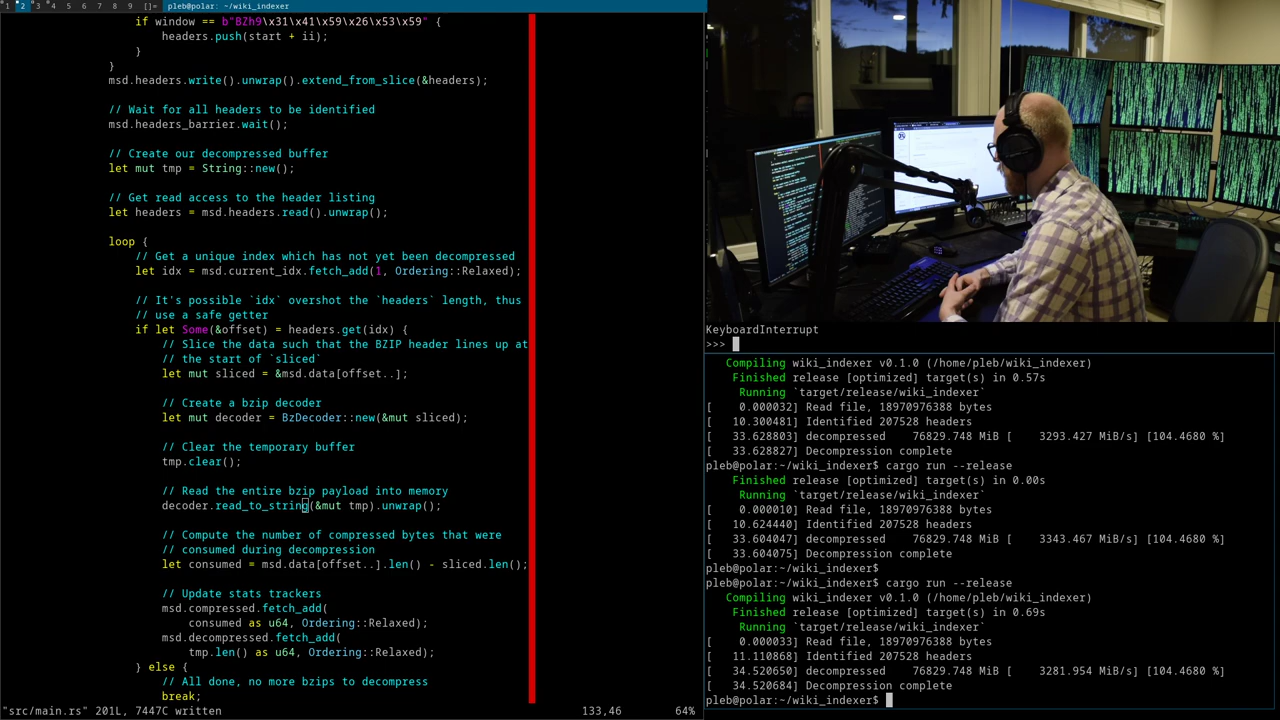 1 2 3 4 5 6 7 8 9 []= pleb@polar: ~/wiki_indexer
if window == b"BZh9\x31\x41\x59\x26\x53\x59" {
headers.push(start + ii);
}
}
msd.headers.write().unwrap().extend_from_slice(&headers);
// Wait for all headers to be identified
msd.headers_barrier.wait();
// Create our decompressed buffer
let mut tmp = String::new();
// Get read access to the header listing
let headers = msd.headers.read().unwrap();
loop {
// Get a unique index which has not yet been decompressed
let idx = msd.current_idx.fetch_add(1, Ordering::Relaxed);
// It's possible `idx` overshot the `headers` length, thus
// use a safe getter
if let Some(&offset) = headers.get(idx) {
// Slice the data such that the BZIP header lines up at
// the start of `sliced`
let mut sliced = &msd.data[offset..];
// Create a bzip decoder
let mut decoder = BzDecoder::new(&mut sliced);
// Clear the temporary buffer
tmp.clear();
// Read the entire bzip payload into memory
decoder.read_to_string(&mut tmp).unwrap();
// Compute the number of compressed bytes that were
// consumed during decompression
let consumed = msd.data[offset..].len() - sliced.len();
// Update stats trackers
msd.compressed.fetch_add(
consumed as u64, Ordering::Relaxed);
msd.decompressed.fetch_add(
tmp.len() as u64, Ordering::Relaxed);
} else {
// All done, no more bzips to decompress
break;
"src/main.rs" 201L, 7447C written 133,46 64%
KeyboardInterrupt
>>>
Compiling wiki_indexer v0.1.0 (/home/pleb/wiki_indexer)
Finished release [optimized] target(s) in 0.57s
Running `target/release/wiki_indexer`
[ 0.000032] Read file, 18970976388 bytes
[ 10.300481] Identified 207528 headers
[ 33.628803] decompressed 76829.748 MiB [ 3293.427 MiB/s] [104.4680 %]
[ 33.628827] Decompression complete
pleb@polar:~/wiki_indexer$ cargo run --release
Finished release [optimized] target(s) in 0.00s
Running `target/release/wiki_indexer`
[ 0.000010] Read file, 18970976388 bytes
[ 10.624440] Identified 207528 headers
[ 33.604047] decompressed 76829.748 MiB [ 3343.467 MiB/s] [104.4680 %]
[ 33.604075] Decompression complete
pleb@polar:~/wiki_indexer$
pleb@polar:~/wiki_indexer$ cargo run --release
Compiling wiki_indexer v0.1.0 (/home/pleb/wiki_indexer)
Finished release [optimized] target(s) in 0.69s
Running `target/release/wiki_indexer`
[ 0.000033] Read file, 18970976388 bytes
[ 11.110868] Identified 207528 headers
[ 34.520650] decompressed 76829.748 MiB [ 3281.954 MiB/s] [104.4680 %]
[ 34.520684] Decompression complete
pleb@polar:~/wiki_indexer$